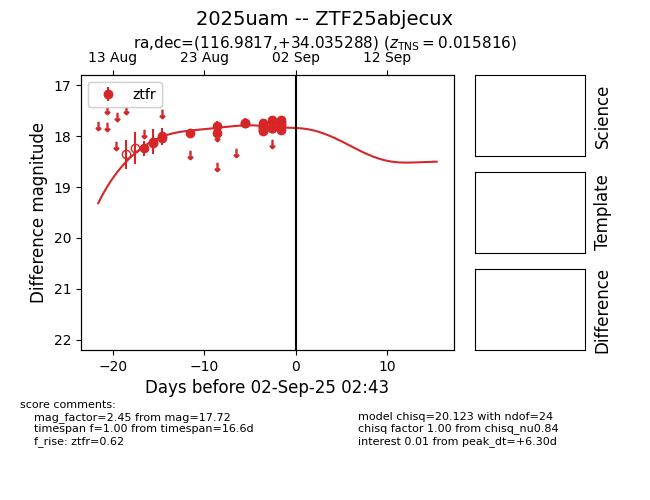 2025uam -- ZTF25abjecux
ra,dec=(116.9817,+34.035288) (z_TNS = 0.015816)
13 Aug 23 Aug 02 Sep 12 Sep
ztfr
Difference magnitude
17
18
19
20
21
22
−20 −10 0 10
Days before 02-Sep-25 02:43
Science
Template
Difference
score comments:
mag_factor=2.45 from mag=17.72
timespan f=1.00 from timespan=16.6d
f_rise: ztfr=0.62
model chisq=20.123 with ndof=24
chisq factor 1.00 from chisq_nu0.84
interest 0.01 from peak_dt=+6.30d